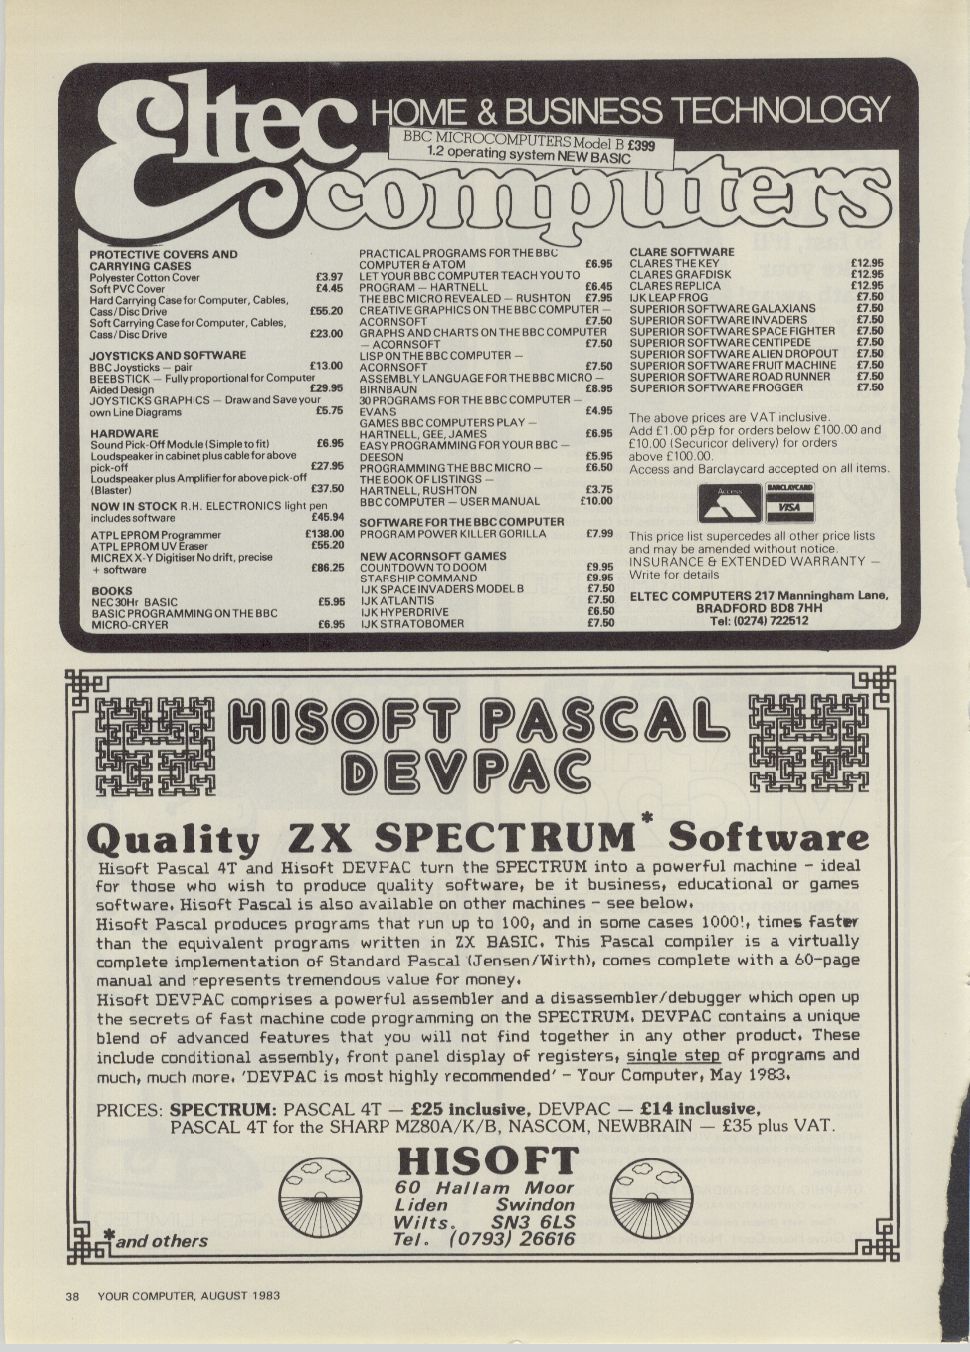 Eltec
HOME & BUSINESS TECHNOLOGY
BBC MICROCOMPUTERS Model B £399
1.2 operating system NEW BASIC
computers
PROTECTIVE COVERS AND
CARRYING CASES
Polyester Cotton Cover £3.97
Soft PVC Cover £4.45
Hard Carrying Case for Computer, Cables,
Cass/Disc Drive £55.20
Soft Carrying Case for Computer, Cables,
Cass/Disc Drive £23.00
JOYSTICKS AND SOFTWARE
BBC Joysticks — pair £13.00
BEEBSTICK — Fully proportional for Computer
Aided Design £29.95
JOYSTICKS GRAPHICS — Draw and Save your
own Line Diagrams £5.75
HARDWARE
Sound Pick-Off Module (Simple to fit) £6.95
Loudspeaker in cabinet plus cable for above
pick-off £27.95
Loudspeaker plus Amplifier for above pick-off
(Blaster) £37.50
NOW IN STOCK R.H. ELECTRONICS light pen
includes software £45.94
ATPL EPROM Programmer £138.00
ATPL EPROM UV Eraser £55.20
MICREX X-Y Digitiser No drift, precise
+ software £86.25
BOOKS
NEC 30Hr BASIC £5.95
BASIC PROGRAMMING ON THE BBC
MICRO-CRYER £6.95
PRACTICAL PROGRAMS FOR THE BBC
COMPUTER & ATOM £6.95
LET YOUR BBC COMPUTER TEACH YOU TO
PROGRAM — HARTNELL £6.45
THE BBC MICRO REVEALED — RUSHTON £7.95
CREATIVE GRAPHICS ON THE BBC COMPUTER —
ACORNSOFT £7.50
GRAPHS AND CHARTS ON THE BBC COMPUTER
— ACORNSOFT £7.50
LISP ON THE BBC COMPUTER —
ACORNSOFT £7.50
ASSEMBLY LANGUAGE FOR THE BBC MICRO —
BIRNBAUN £8.95
30 PROGRAMS FOR THE BBC COMPUTER —
EVANS £4.95
GAMES BBC COMPUTERS PLAY —
HARTNELL, GEE, JAMES £6.95
EASY PROGRAMMING FOR YOUR BBC —
DEESON £5.95
PROGRAMMING THE BBC MICRO — £6.50
THE BOOK OF LISTINGS —
HARTNELL, RUSHTON £3.75
BBC COMPUTER — USER MANUAL £10.00
SOFTWARE FOR THE BBC COMPUTER
PROGRAM POWER KILLER GORILLA £7.99
NEW ACORNSOFT GAMES
COUNTDOWN TO DOOM £9.95
STARSHIP COMMAND £9.95
IJK SPACE INVADERS MODEL B £7.50
IJK ATLANTIS £7.50
IJK HYPERDRIVE £6.50
IJK STRATOBOMER £7.50
CLARE SOFTWARE
CLARES THE KEY £12.95
CLARES GRAFDISK £12.95
CLARES REPLICA £12.95
IJK LEAP FROG £7.50
SUPERIOR SOFTWARE GALAXIANS £7.50
SUPERIOR SOFTWARE INVADERS £7.50
SUPERIOR SOFTWARE SPACE FIGHTER £7.50
SUPERIOR SOFTWARE CENTIPEDE £7.50
SUPERIOR SOFTWARE ALIEN DROPOUT £7.50
SUPERIOR SOFTWARE FRUIT MACHINE £7.50
SUPERIOR SOFTWARE ROAD RUNNER £7.50
SUPERIOR SOFTWARE FROGGER £7.50
The above prices are VAT inclusive.
Add £1.00 p&p for orders below £100.00 and
£10.00 (Securicor delivery) for orders
above £100.00.
Access and Barclaycard accepted on all items.
Access
BARCLAYCARD
VISA
This price list supercedes all other price lists
and may be amended without notice.
INSURANCE & EXTENDED WARRANTY —
Write for details
ELTEC COMPUTERS 217 Manningham Lane,
BRADFORD BD8 7HH
Tel: (0274) 722512
HISOFT PASCAL
DEVPAC
Quality ZX SPECTRUM* Software
Hisoft Pascal 4T and Hisoft DEVPAC turn the SPECTRUM into a powerful machine – ideal
for those who wish to produce quality software, be it business, educational or games
software. Hisoft Pascal is also available on other machines – see below.
Hisoft Pascal produces programs that run up to 100, and in some cases 1000!, times faster
than the equivalent programs written in ZX BASIC. This Pascal compiler is a virtually
complete implementation of Standard Pascal (Jensen/Wirth), comes complete with a 60-page
manual and represents tremendous value for money.
Hisoft DEVPAC comprises a powerful assembler and a disassembler/debugger which open up
the secrets of fast machine code programming on the SPECTRUM. DEVPAC contains a unique
blend of advanced features that you will not find together in any other product. These
include conditional assembly, front panel display of registers, single step of programs and
much, much more. 'DEVPAC is most highly recommended' – Your Computer, May 1983.
PRICES: SPECTRUM: PASCAL 4T — £25 inclusive, DEVPAC — £14 inclusive,
PASCAL 4T for the SHARP MZ80A/K/B, NASCOM, NEWBRAIN — £35 plus VAT.
HISOFT
60 Hallam Moor
Liden Swindon
Wilts. SN3 6LS
Tel. (0793) 26616
*and others
38 YOUR COMPUTER, AUGUST 1983